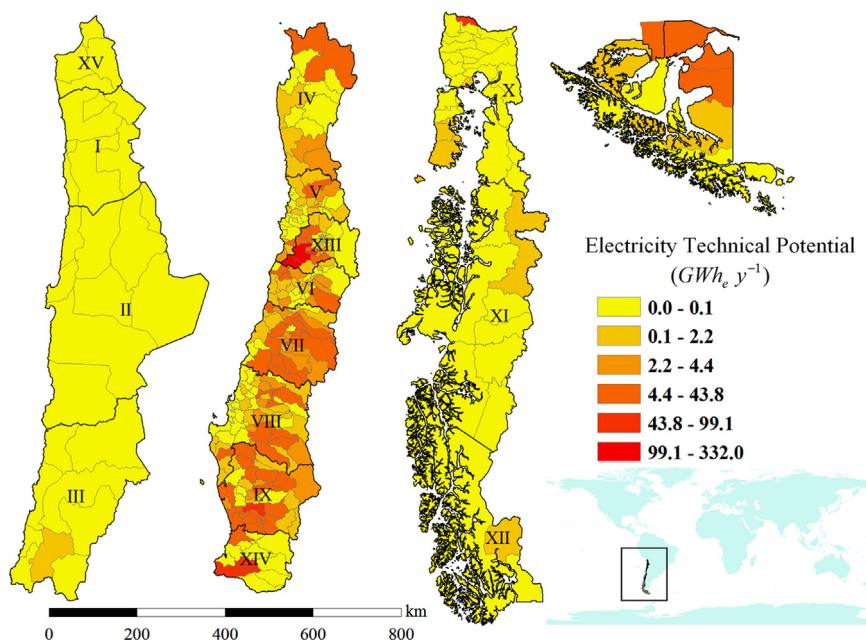 XV
I
II
III
IV
V
XIII
VI
VII
VIII
IX
XIV
X
XI
XII
Electricity Technical Potential
(GWhₑ y⁻¹)
0.0 - 0.1
0.1 - 2.2
2.2 - 4.4
4.4 - 43.8
43.8 - 99.1
99.1 - 332.0
km
0 200 400 600 800